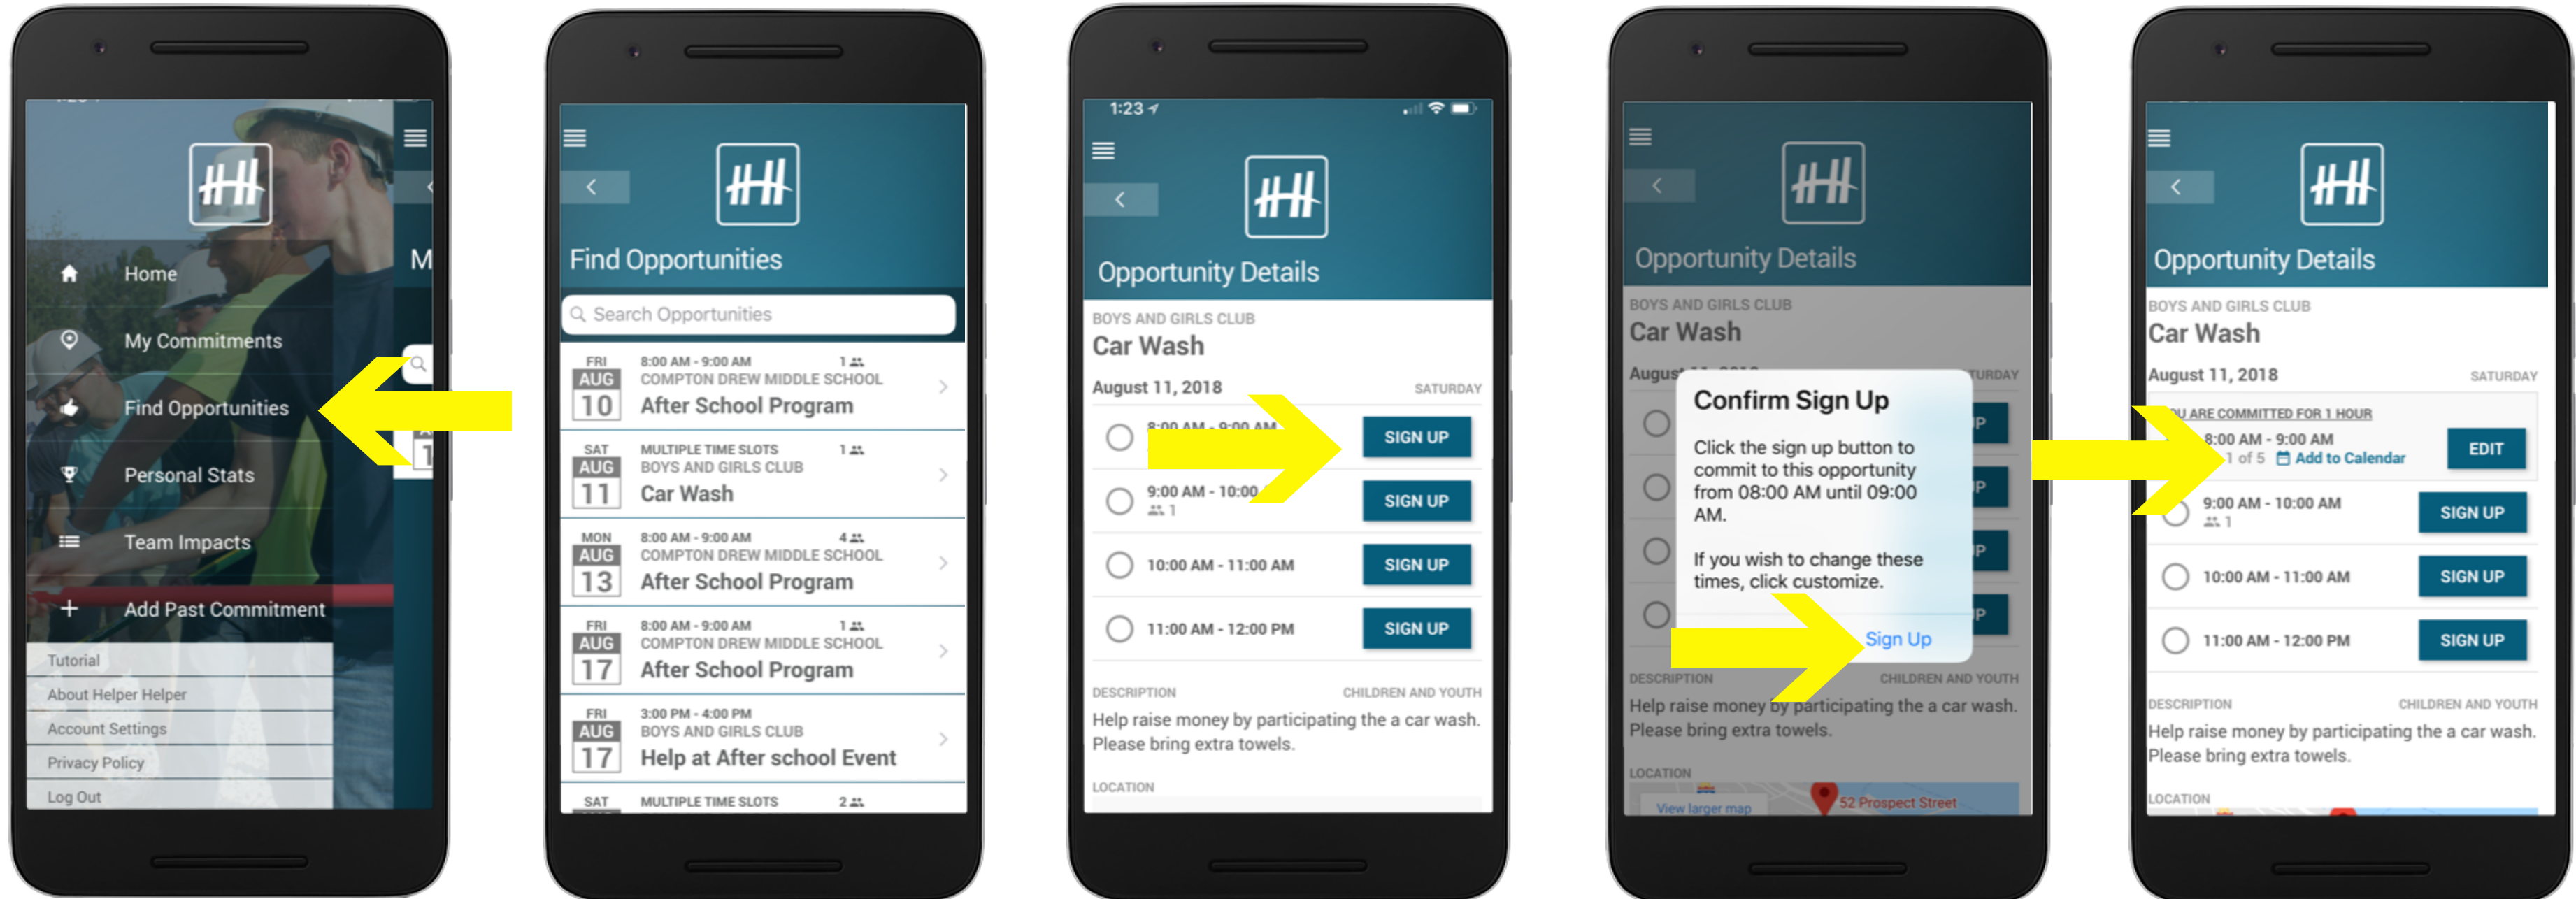 Home
My Commitments
Find Opportunities
Personal Stats
Team Impacts
Add Past Commitment
Tutorial
About Helper Helper
Account Settings
Privacy Policy
Log Out
M
1
Find Opportunities
Search Opportunities
FRI 8:00 AM - 9:00 AM 1
AUG COMPTON DREW MIDDLE SCHOOL
10 After School Program
SAT MULTIPLE TIME SLOTS 1
AUG BOYS AND GIRLS CLUB
11 Car Wash
MON 8:00 AM - 9:00 AM 4
AUG COMPTON DREW MIDDLE SCHOOL
13 After School Program
FRI 8:00 AM - 9:00 AM 1
AUG COMPTON DREW MIDDLE SCHOOL
17 After School Program
FRI 3:00 PM - 4:00 PM
AUG BOYS AND GIRLS CLUB
17 Help at After school Event
SAT MULTIPLE TIME SLOTS 2
1:23
Opportunity Details
BOYS AND GIRLS CLUB
Car Wash
August 11, 2018 SATURDAY
8:00 AM - 9:00 AM SIGN UP
9:00 AM - 10:00 SIGN UP
1
10:00 AM - 11:00 AM SIGN UP
11:00 AM - 12:00 PM SIGN UP
DESCRIPTION CHILDREN AND YOUTH
Help raise money by participating the a car wash.
Please bring extra towels.
LOCATION
Opportunity Details
BOYS AND GIRLS CLUB
Car Wash
Confirm Sign Up
Click the sign up button to
commit to this opportunity
from 08:00 AM until 09:00
AM.
If you wish to change these
times, click customize.
Sign Up
DESCRIPTION CHILDREN AND YOUTH
Help raise money by participating the a car wash.
Please bring extra towels.
LOCATION
View larger map 52 Prospect Street
Opportunity Details
BOYS AND GIRLS CLUB
Car Wash
August 11, 2018 SATURDAY
ARE COMMITTED FOR 1 HOUR
8:00 AM - 9:00 AM EDIT
1 of 5 Add to Calendar
9:00 AM - 10:00 AM SIGN UP
1
10:00 AM - 11:00 AM SIGN UP
11:00 AM - 12:00 PM SIGN UP
DESCRIPTION CHILDREN AND YOUTH
Help raise money by participating the a car wash.
Please bring extra towels.
LOCATION